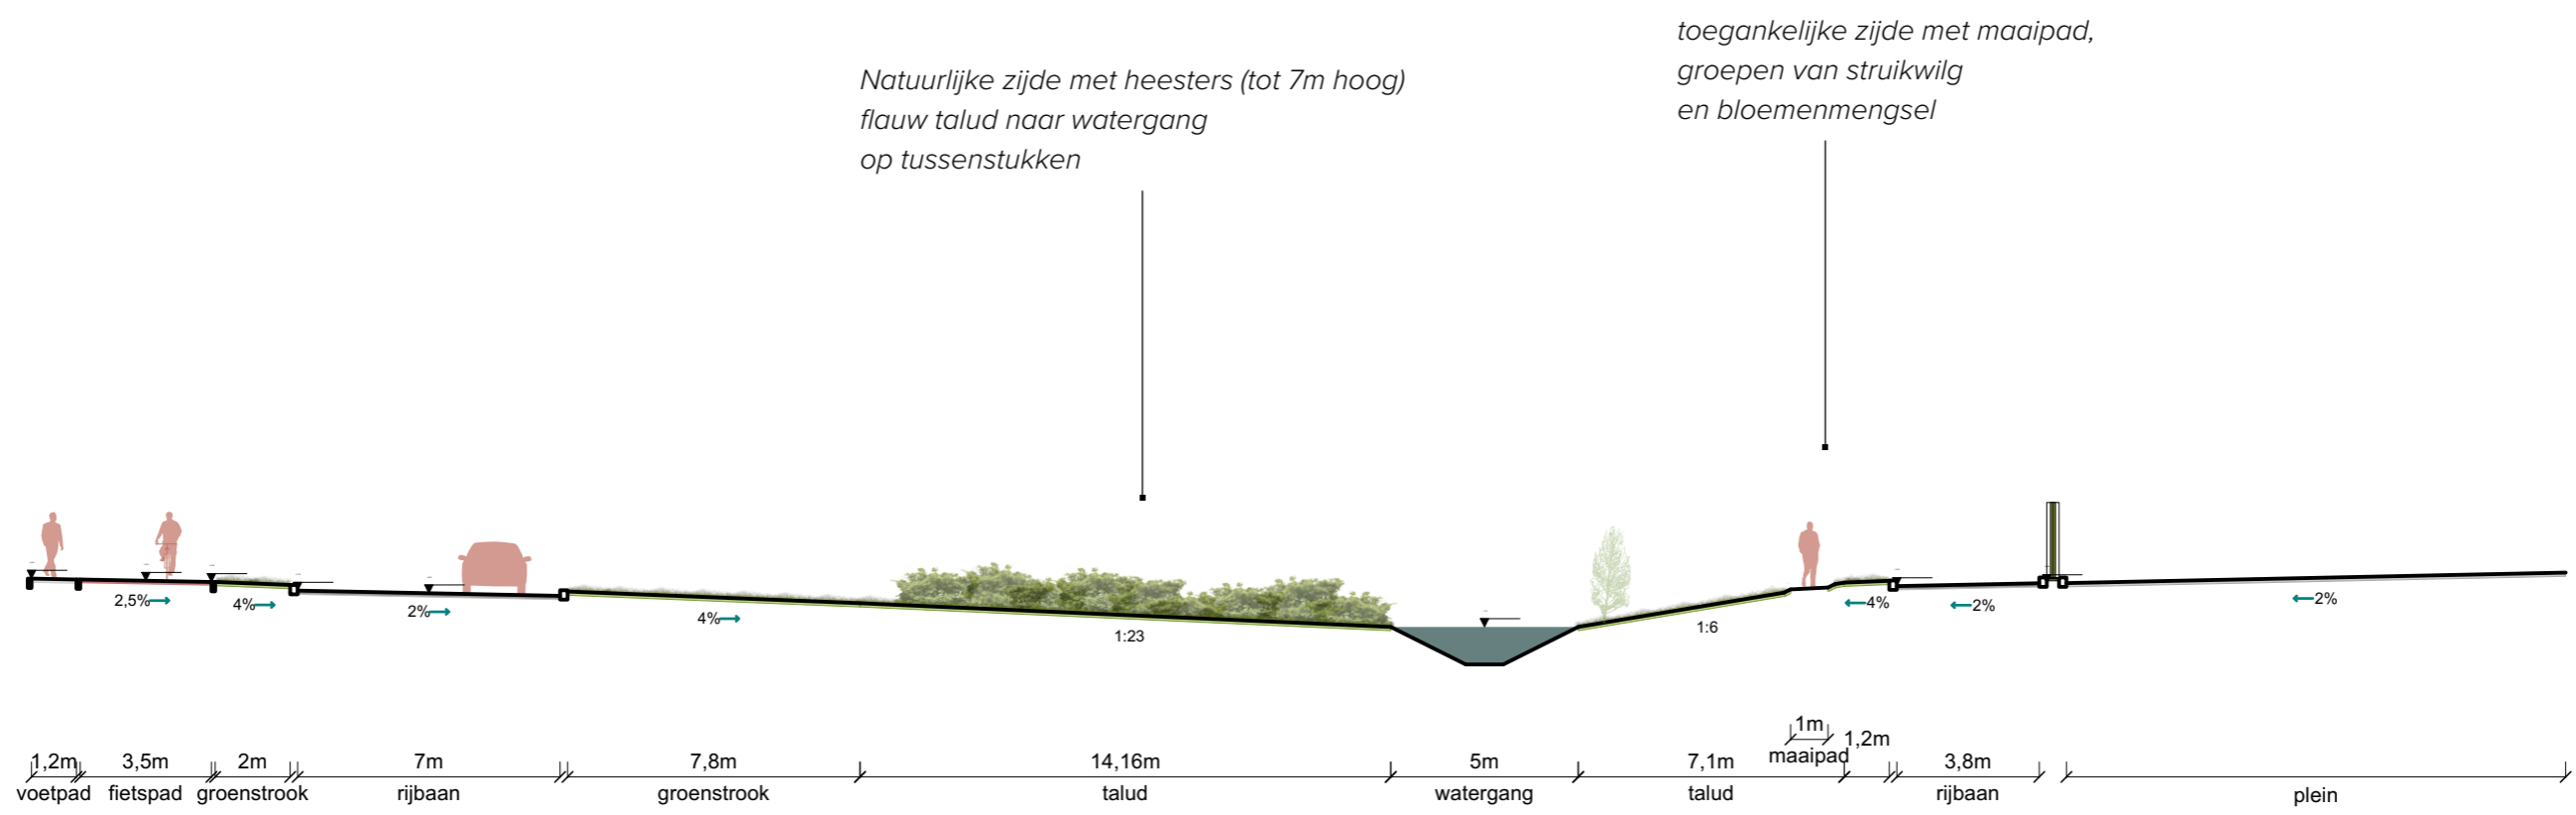 toegankelijke zijde met maaipad,
groepen van struikwilg
en bloemenmengsel
Natuurlijke zijde met heesters (tot 7m hoog)
flauw talud naar watergang
op tussenstukken
2,5%
4%
2%
4%
1:23
1:6
4%
2%
2%
1m
maaipad
1,2m
3,5m
2m
7m
7,8m
14,16m
5m
7,1m
1,2m
3,8m
voetpad
fietspad
groenstrook
rijbaan
groenstrook
talud
watergang
talud
rijbaan
plein